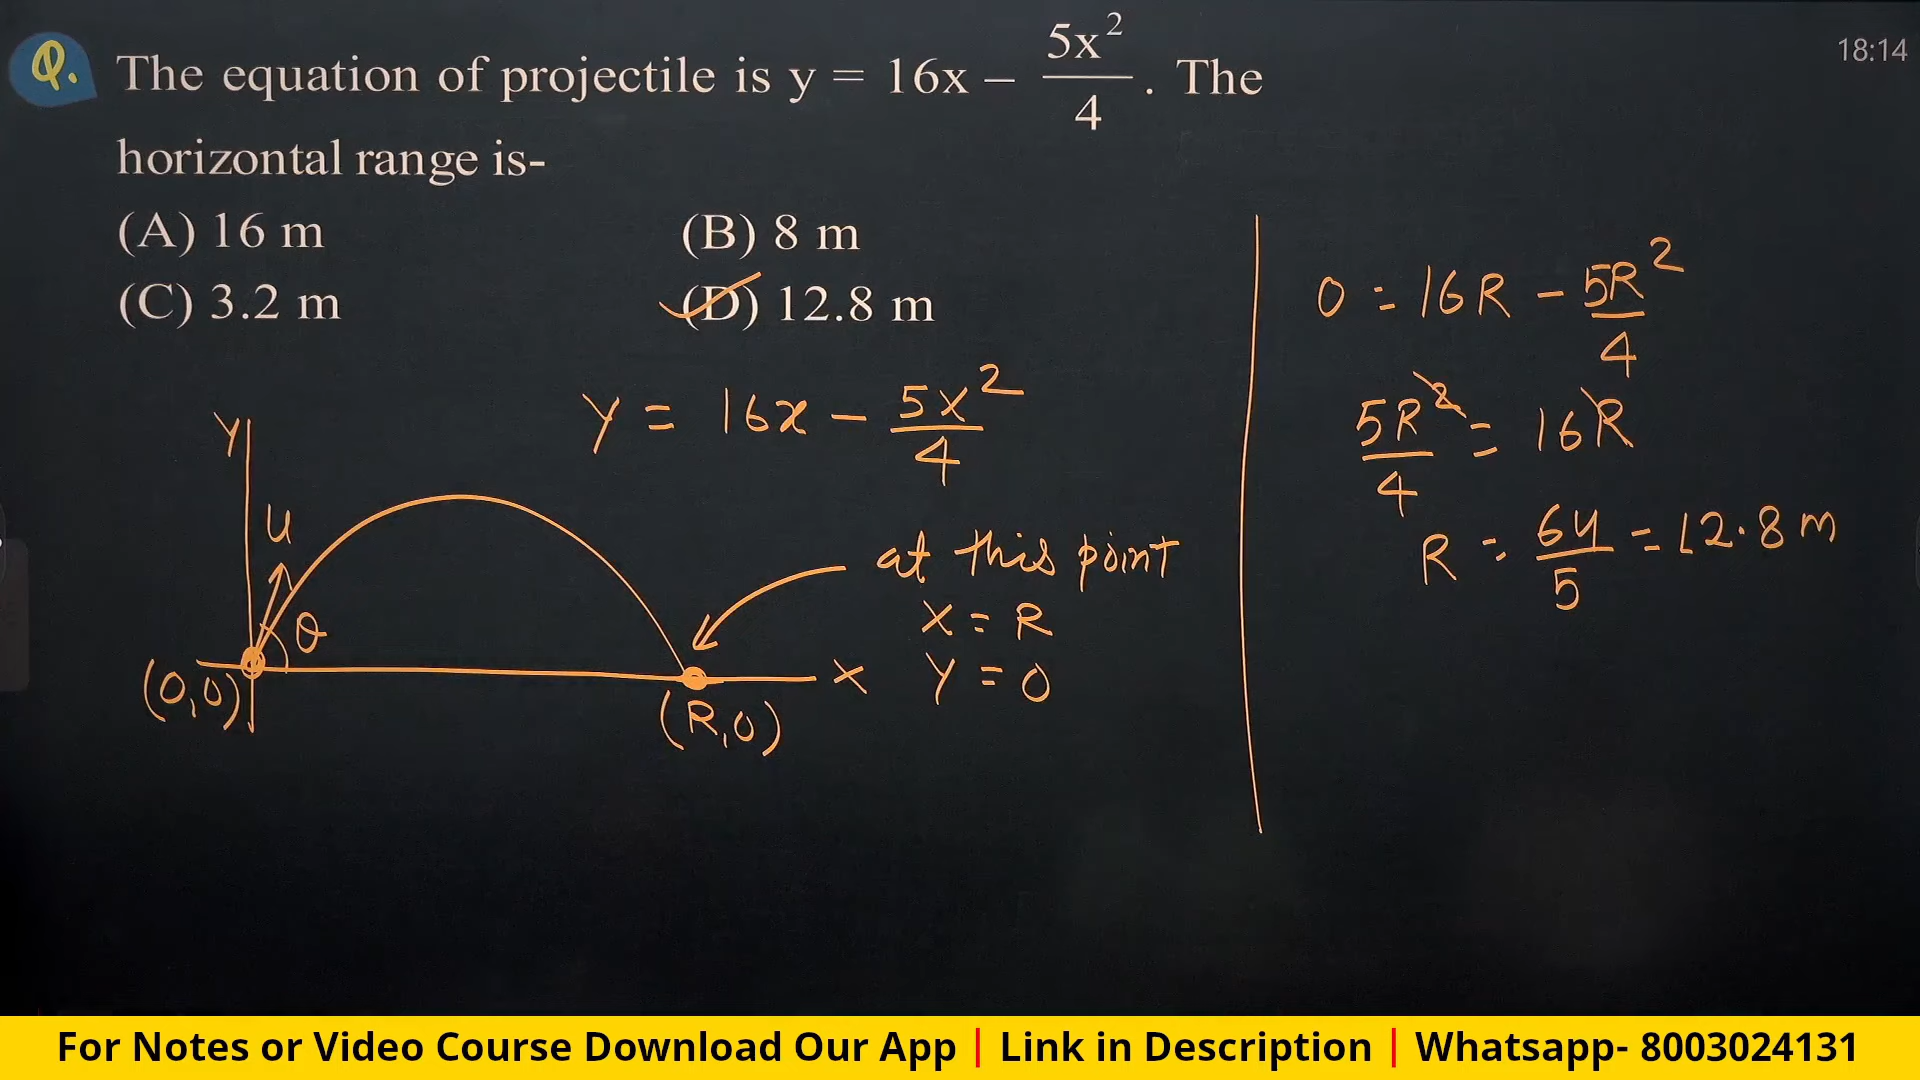 Q. The equation of projectile is y = 16x – 5x²/4 . The
18:14
horizontal range is-
(A) 16 m (B) 8 m
(C) 3.2 m (D) 12.8 m
y = 16x – 5x²/4
Y
u
θ
(0,0)
(R,0)
X
at this point
X = R
Y = 0
0 = 16R – 5R²/4
5R²/4 = 16R
R = 64/5 = 12.8 m
For Notes or Video Course Download Our App | Link in Description | Whatsapp- 8003024131